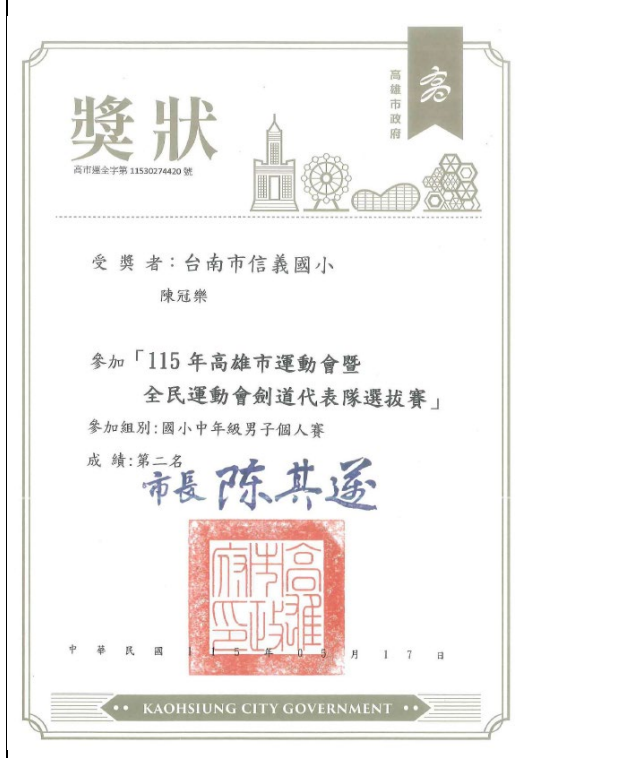 高雄市政府
獎狀
高市運全字第 11530274420 號
受獎者：台南市信義國小
陳冠樂
參加「115 年高雄市運動會暨
全民運動會劍道代表隊選拔賽」
參加組別:國小中年級男子個人賽
成績:第二名
市長 陈其邁
高雄市政府印
中華民國 115 年 05 月 17 日
KAOHSIUNG CITY GOVERNMENT